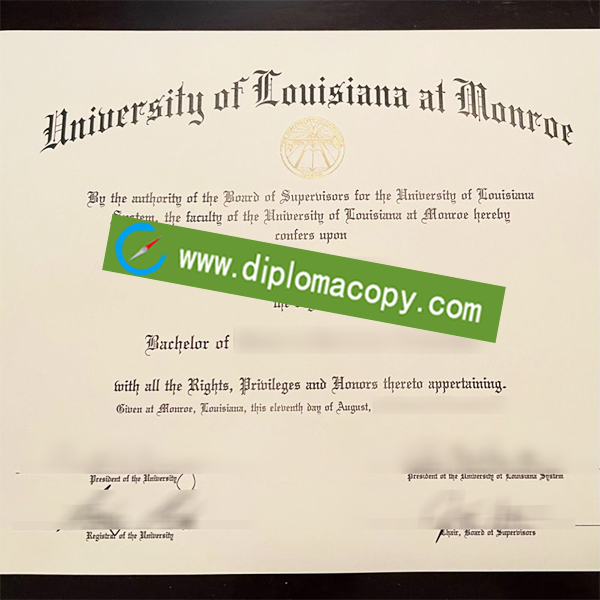 University of Louisiana at Monroe
By the authority of the Board of Supervisors for the University of Louisiana
System, the faculty of the University of Louisiana at Monroe hereby
confers upon
www.diplomacopy.com
the
Bachelor of
with all the Rights, Privileges and Honors thereto appertaining.
Given at Monroe, Louisiana, this eleventh day of August,
President of the University
President of the University of Louisiana System
Registrar of the University
Chair, Board of Supervisors